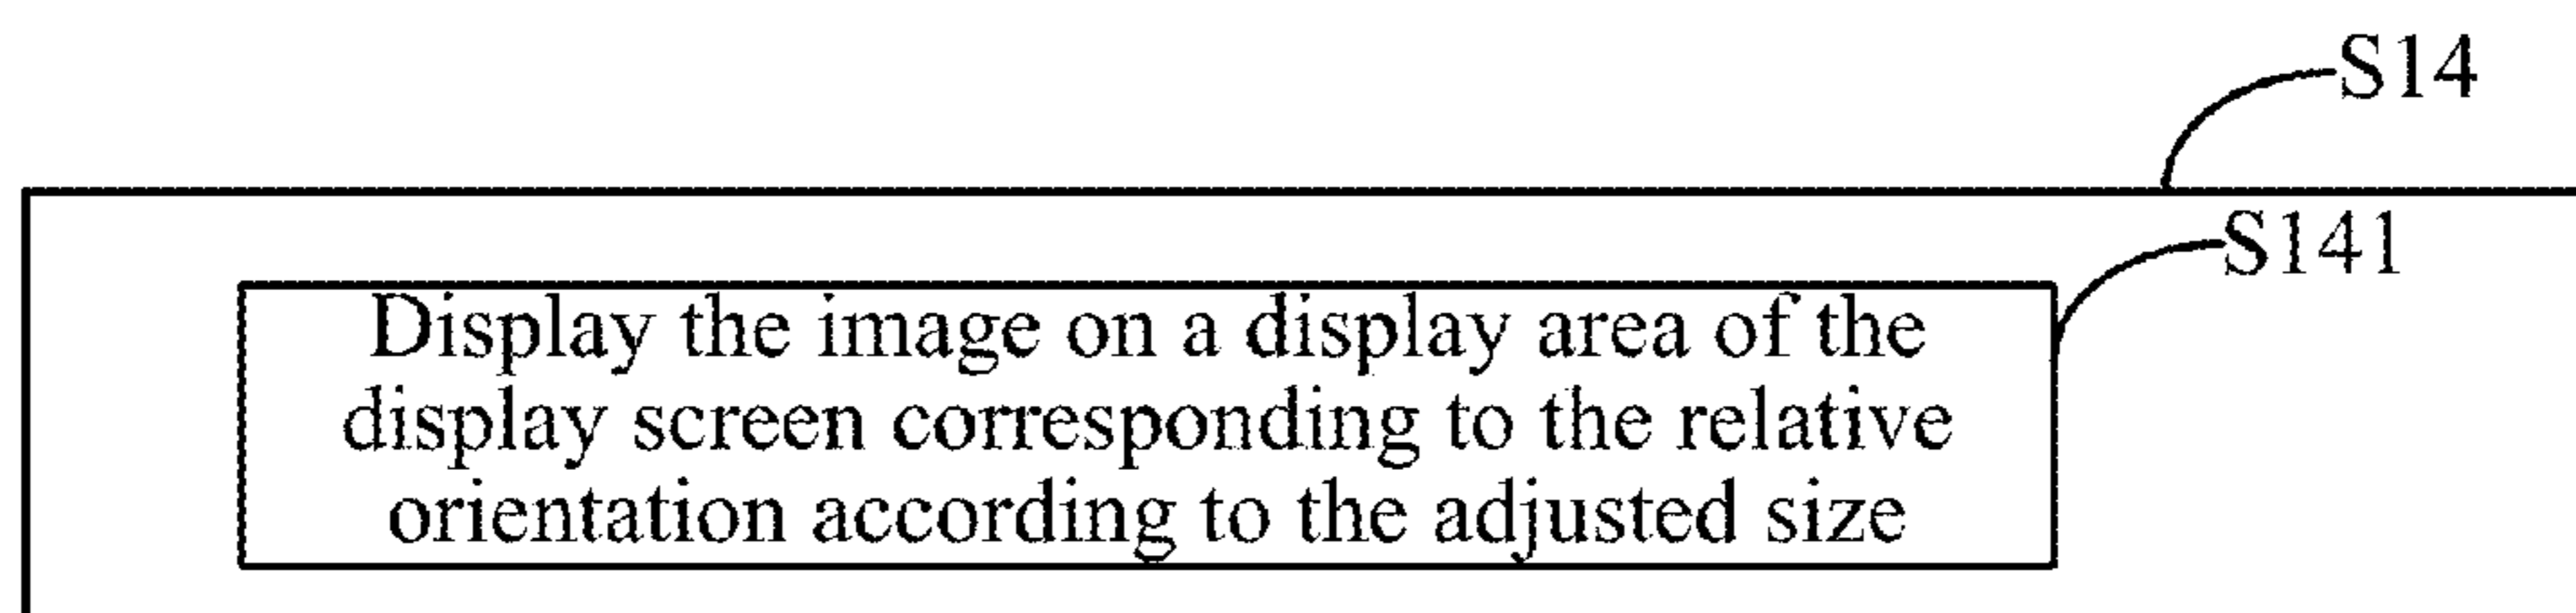 S14
S141
Display the image on a display area of the
display screen corresponding to the relative
orientation according to the adjusted size